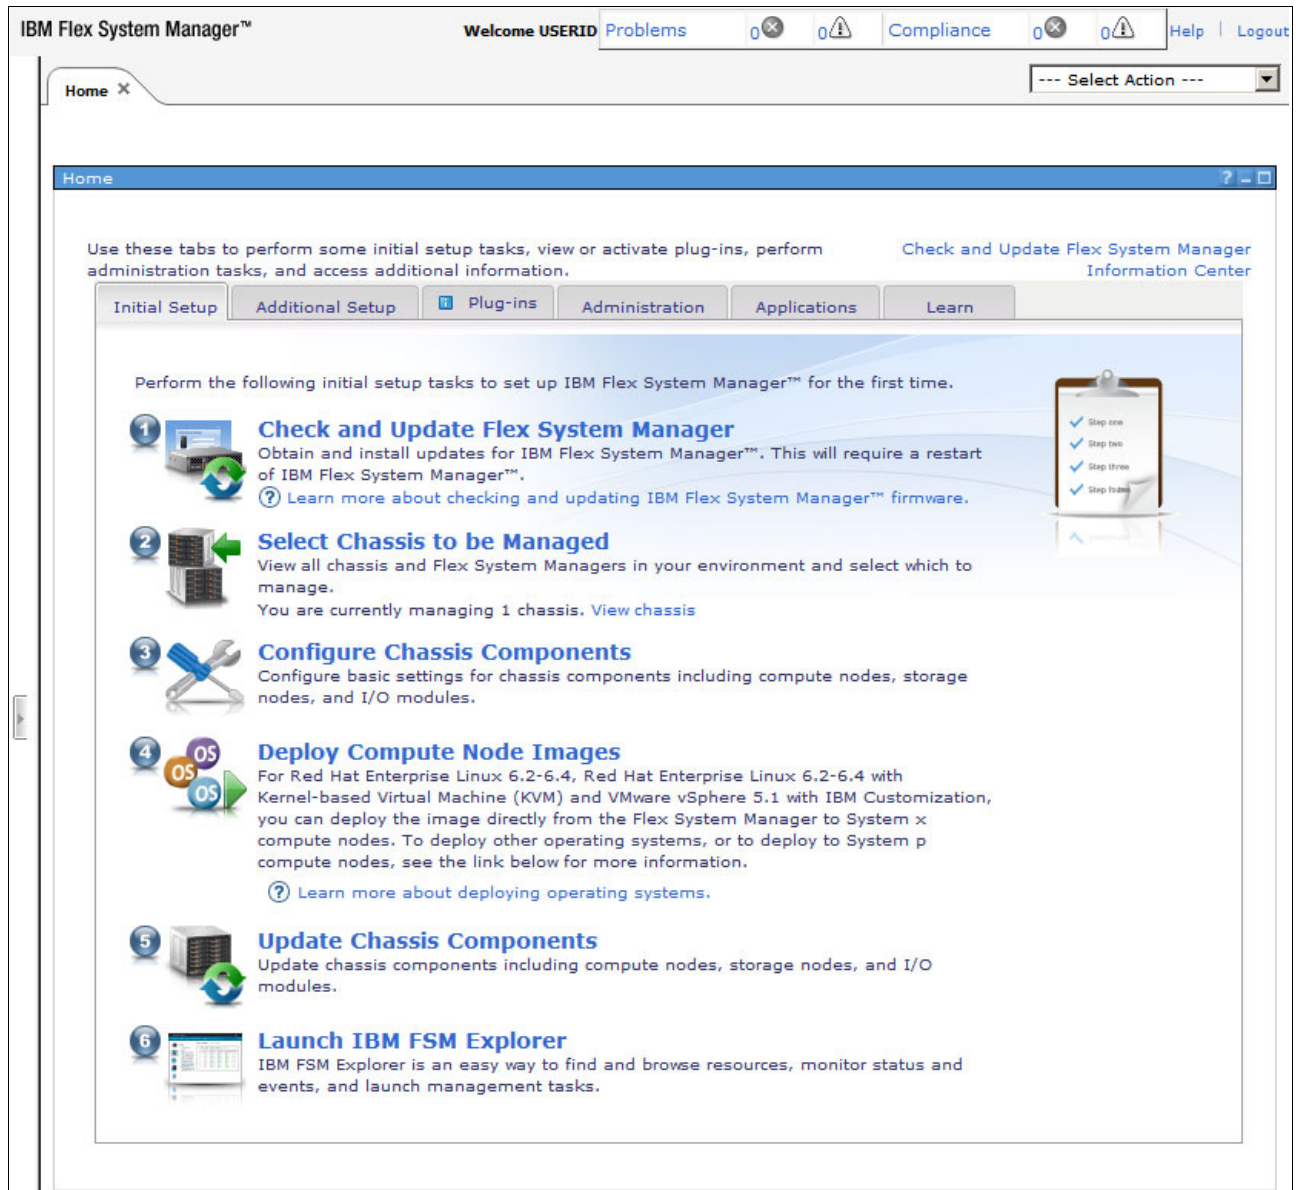 IBM Flex System Manager™
Welcome USERID Problems 0 0 Compliance 0 0 Help | Logout
Home
--- Select Action ---
Home
? – □
Use these tabs to perform some initial setup tasks, view or activate plug-ins, perform
administration tasks, and access additional information.
Check and Update Flex System Manager
Information Center
Initial Setup Additional Setup Plug-ins Administration Applications Learn
Perform the following initial setup tasks to set up IBM Flex System Manager™ for the first time.
Step one
Step two
Step three
1 Check and Update Flex System Manager
Obtain and install updates for IBM Flex System Manager™. This will require a restart
of IBM Flex System Manager™.
? Learn more about checking and updating IBM Flex System Manager™ firmware.
2 Select Chassis to be Managed
View all chassis and Flex System Managers in your environment and select which to
manage.
You are currently managing 1 chassis. View chassis
3 Configure Chassis Components
Configure basic settings for chassis components including compute nodes, storage
nodes, and I/O modules.
4 OS OS OS Deploy Compute Node Images
For Red Hat Enterprise Linux 6.2-6.4, Red Hat Enterprise Linux 6.2-6.4 with
Kernel-based Virtual Machine (KVM) and VMware vSphere 5.1 with IBM Customization,
you can deploy the image directly from the Flex System Manager to System x
compute nodes. To deploy other operating systems, or to deploy to System p
compute nodes, see the link below for more information.
? Learn more about deploying operating systems.
5 Update Chassis Components
Update chassis components including compute nodes, storage nodes, and I/O
modules.
6 Launch IBM FSM Explorer
IBM FSM Explorer is an easy way to find and browse resources, monitor status and
events, and launch management tasks.